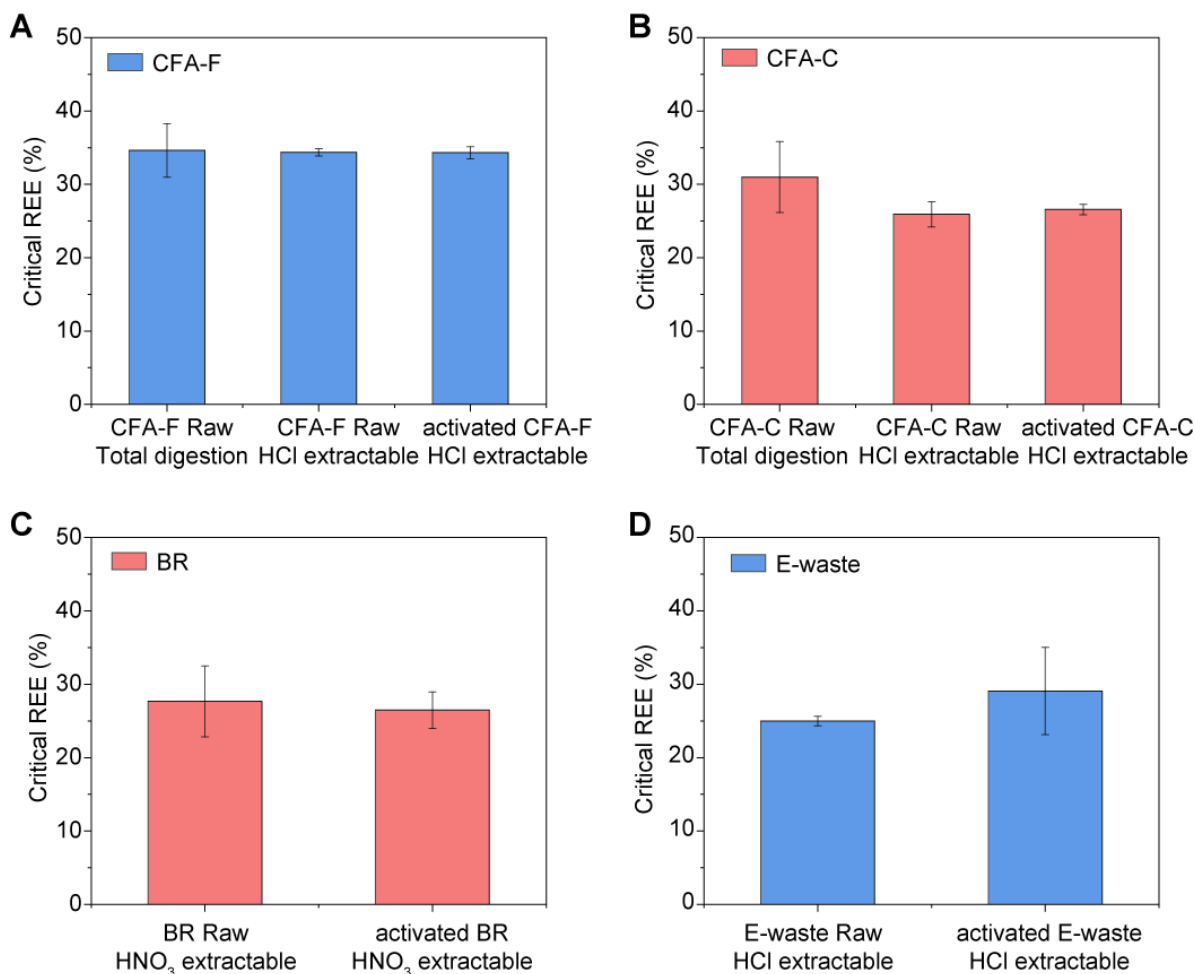 A
50
40
30
20
10
0
Critical REE (%)
CFA-F
CFA-F Raw
Total digestion
CFA-F Raw
HCl extractable
activated CFA-F
HCl extractable
B
50
40
30
20
10
0
Critical REE (%)
CFA-C
CFA-C Raw
Total digestion
CFA-C Raw
HCl extractable
activated CFA-C
HCl extractable
C
50
40
30
20
10
0
Critical REE (%)
BR
BR Raw
HNO₃ extractable
activated BR
HNO₃ extractable
D
50
40
30
20
10
0
Critical REE (%)
E-waste
E-waste Raw
HCl extractable
activated E-waste
HCl extractable